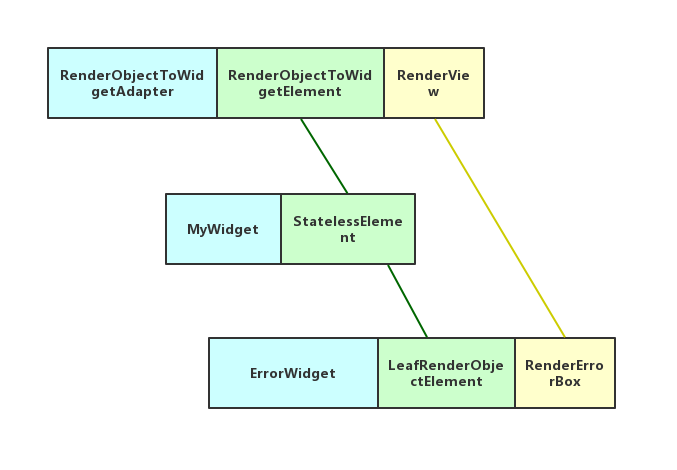 RenderObjectToWid
getAdapter
RenderObjectToWid
getElement
RenderVie
w
MyWidget
StatelessEleme
nt
ErrorWidget
LeafRenderObje
ctElement
RenderErro
rBox